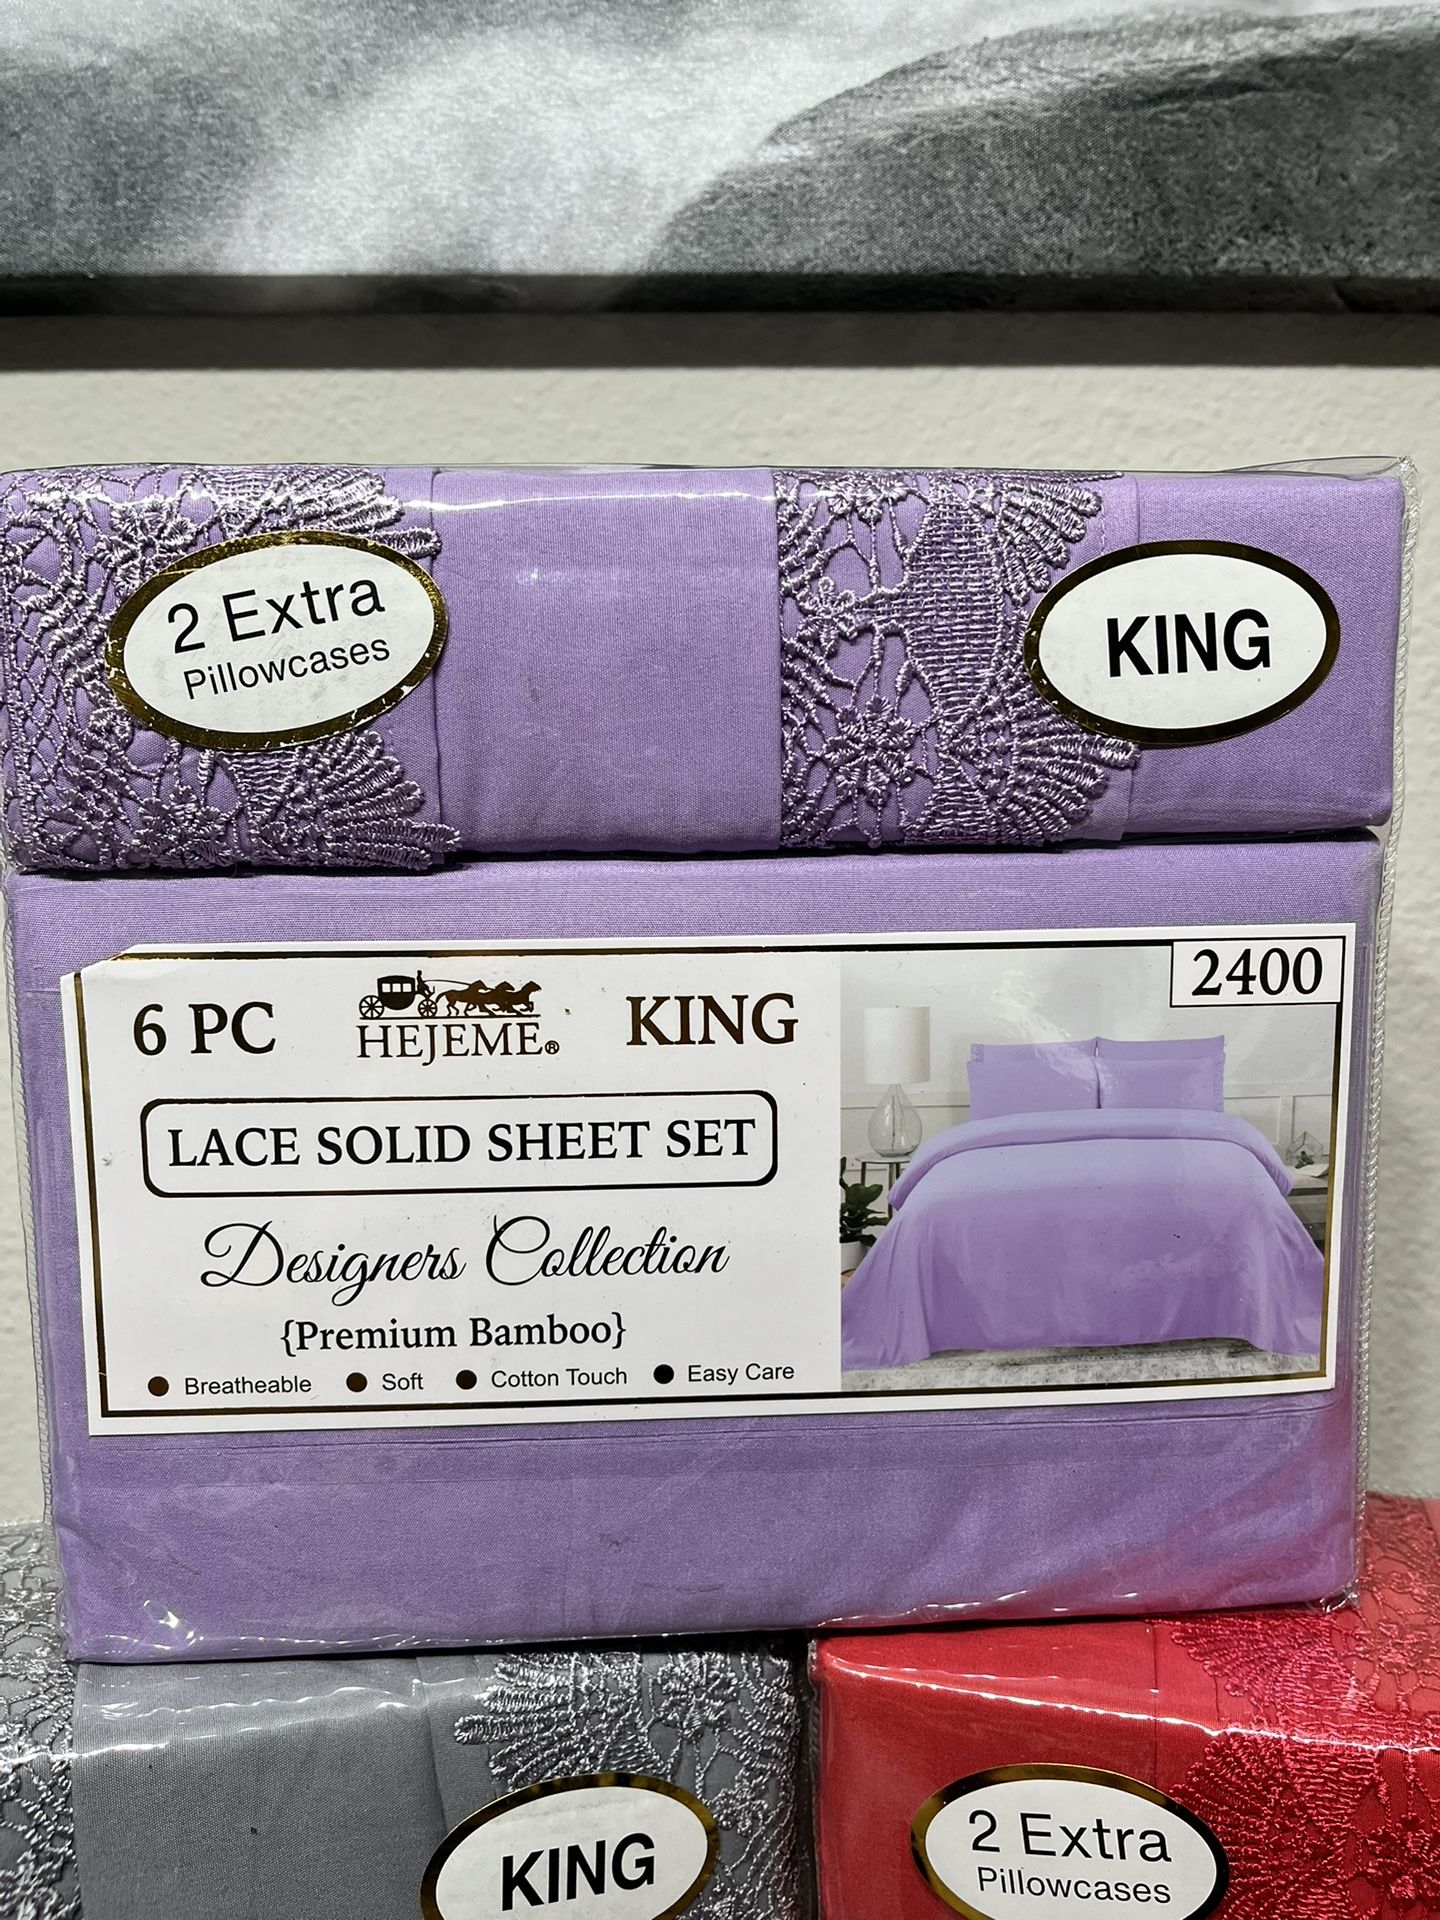 2 Extra
Pillowcases
KING
6 PC
HEJEME®
KING
2400
LACE SOLID SHEET SET
Designers Collection
{Premium Bamboo}
Breatheable Soft Cotton Touch Easy Care
KING
2 Extra
Pillowcases